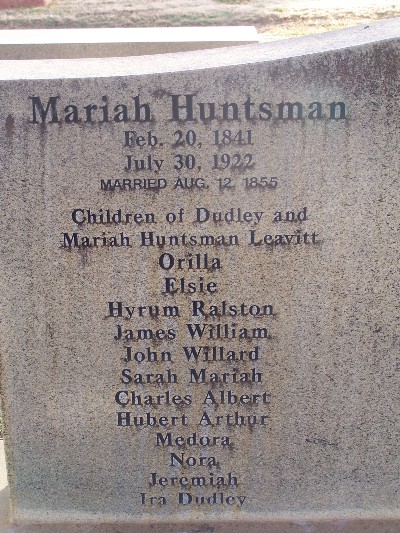 Mariah Huntsman
Feb. 20, 1841
July 30, 1922
MARRIED AUG. 12, 1855
Children of Dudley and
Mariah Huntsman Leavitt
Orilla
Elsie
Hyrum Ralston
James William
John Willard
Sarah Mariah
Charles Albert
Hubert Arthur
Medora
Nora
Jeremiah
Ira Dudley